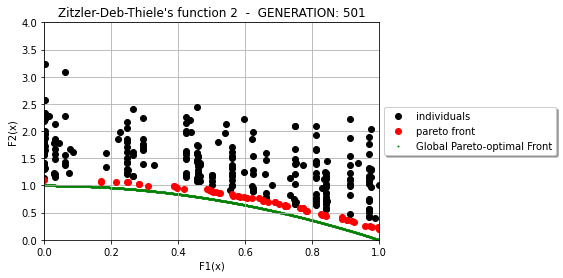 Zitzler-Deb-Thiele's function 2 - GENERATION: 501
4.0
3.5
3.0
2.5
2.0
1.5
1.0
0.5
0.0
F2(x)
0.0 0.2 0.4 0.6 0.8 1.0
F1(x)
individuals
pareto front
Global Pareto-optimal Front